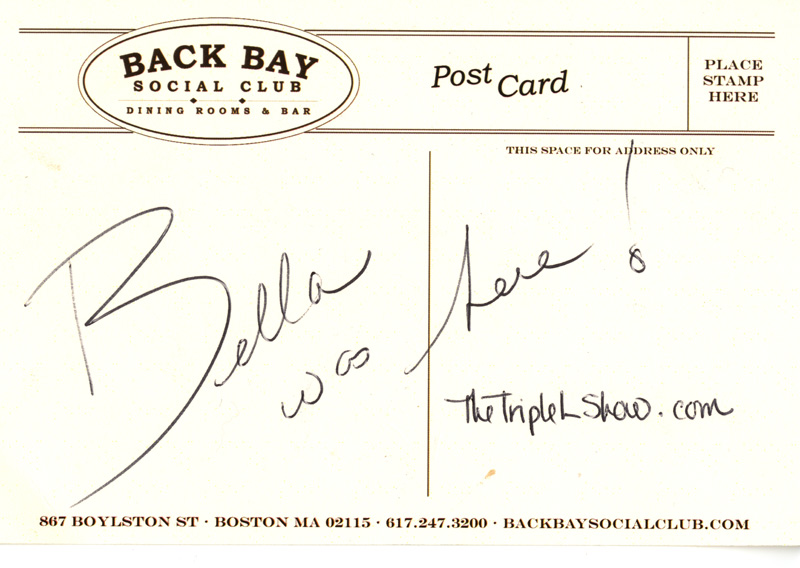 BACK BAY
SOCIAL CLUB
DINING ROOMS & BAR
Post Card
PLACE
STAMP
HERE
THIS SPACE FOR ADDRESS ONLY
Bella was here!
TheTripleLShow.com
867 BOYLSTON ST · BOSTON MA 02115 · 617.247.3200 · BACKBAYSOCIALCLUB.COM